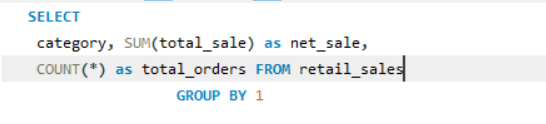 SELECT
category, SUM(total_sale) as net_sale,
COUNT(*) as total_orders FROM retail_sales
GROUP BY 1